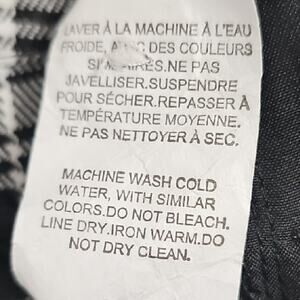 LAVER À LA MACHINE À L'EAU
FROIDE, AVEC DES COULEURS
SIMILAIRES.NE PAS
JAVELLISER.SUSPENDRE
POUR SÉCHER.REPASSER À
TEMPÉRATURE MOYENNE.
NE PAS NETTOYER À SEC.
MACHINE WASH COLD
WATER, WITH SIMILAR
COLORS.DO NOT BLEACH.
LINE DRY.IRON WARM.DO
NOT DRY CLEAN.